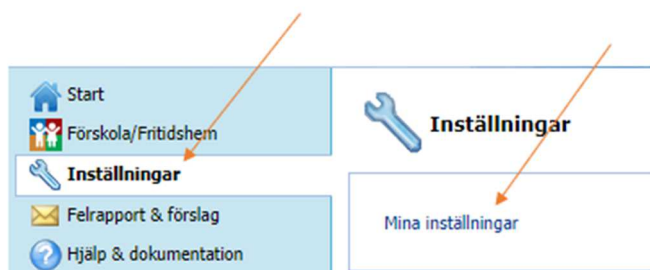 Start
Förskola/Fritidshem
Inställningar
Felrapport & förslag
Hjälp & dokumentation
Inställningar
Mina inställningar